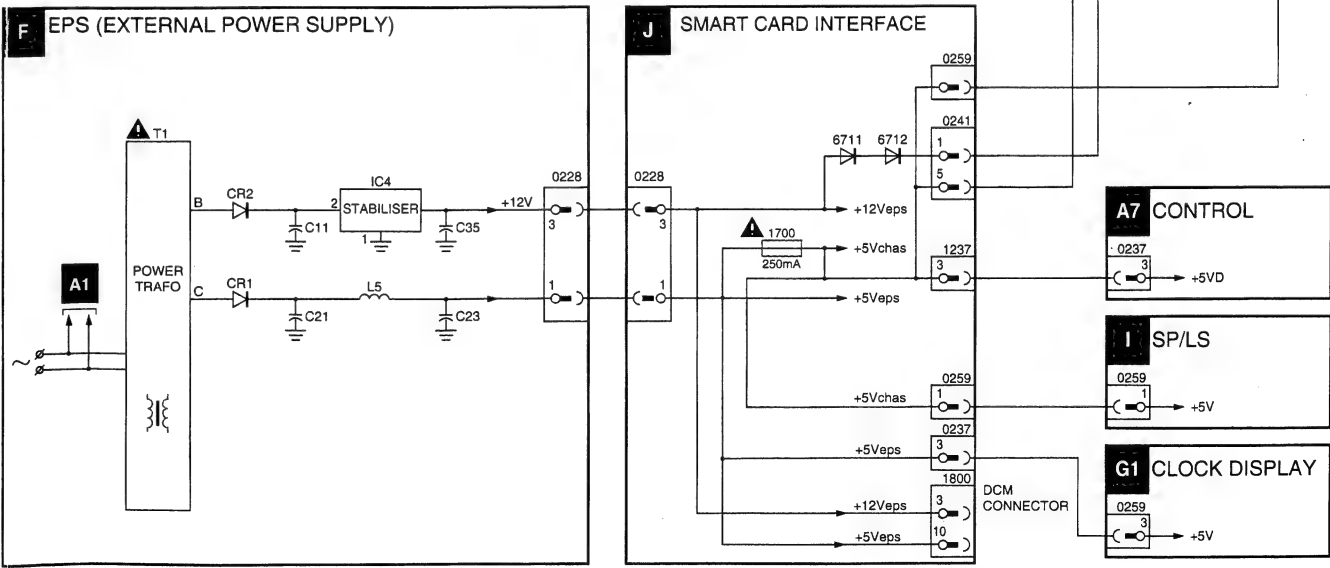 F EPS (EXTERNAL POWER SUPPLY)
T1
B
CR2
C11
2
IC4
STABILISER
1
C35
+12V
0228
3
POWER
TRAFO
C
CR1
C21
L5
C23
1
A1
J SMART CARD INTERFACE
0259
0241
6711 6712
1
5
0228
3
+12Veps
1700
250mA
+5Vchas
1237
3
1
+5Veps
+5Vchas
0259
1
+5Veps
0237
3
1800
+12Veps
3
DCM
CONNECTOR
+5Veps
10
A7 CONTROL
0237
3
+5VD
I SP/LS
0259
1
+5V
G1 CLOCK DISPLAY
0259
3
+5V